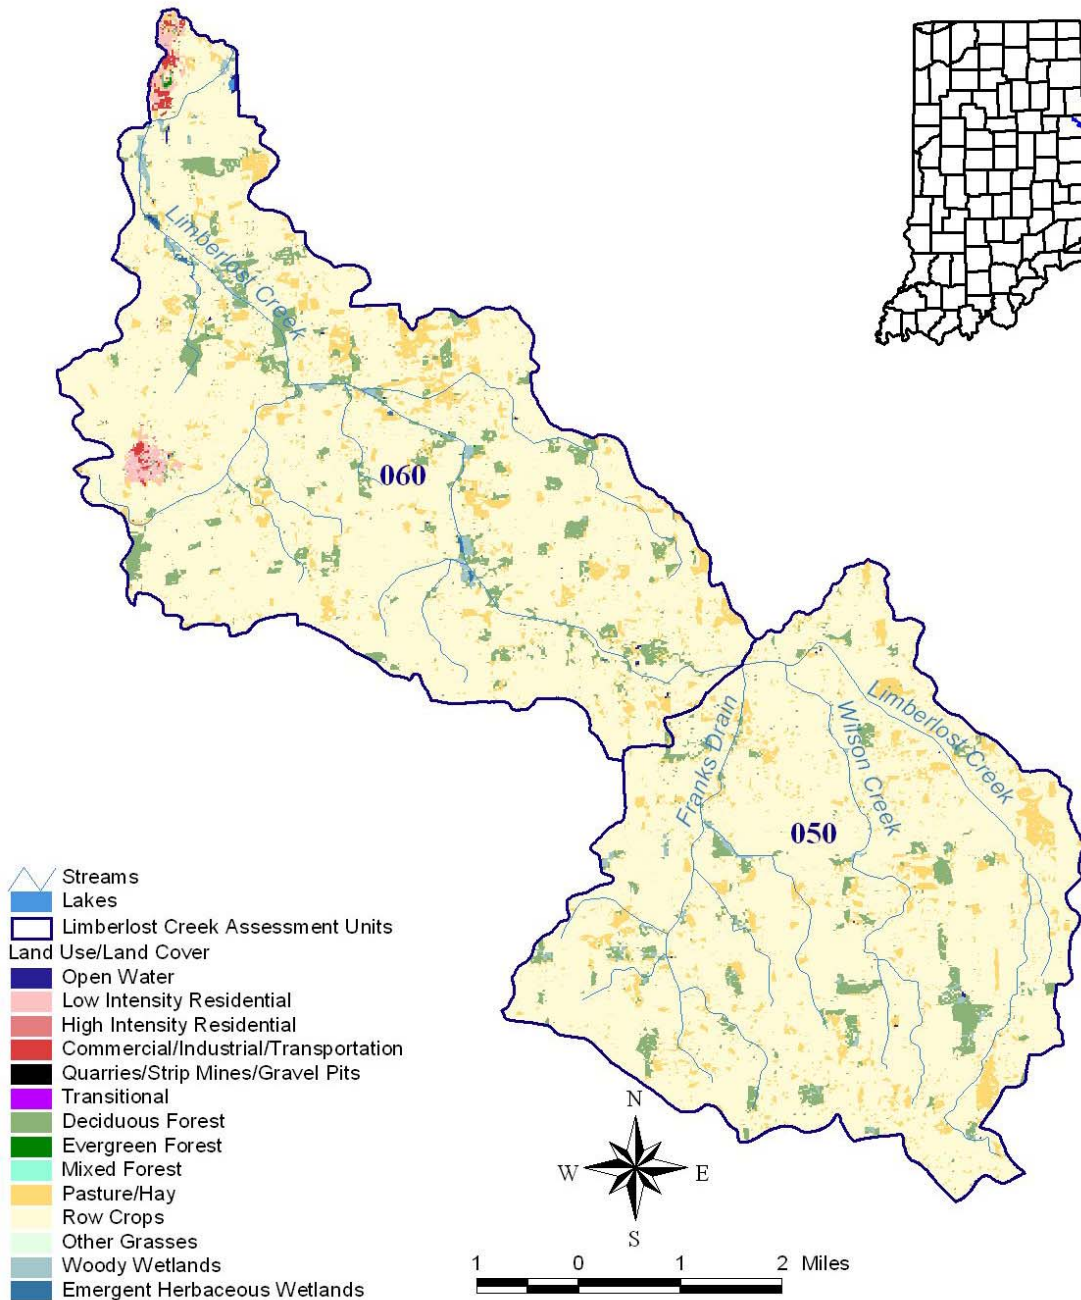 Limberlost Creek
060
Limberlost Creek
Wilson Creek
Franks Drain
050
Streams
Lakes
Limberlost Creek Assessment Units
Land Use/Land Cover
Open Water
Low Intensity Residential
High Intensity Residential
Commercial/Industrial/Transportation
Quarries/Strip Mines/Gravel Pits
Transitional
Deciduous Forest
Evergreen Forest
Mixed Forest
Pasture/Hay
Row Crops
Other Grasses
Woody Wetlands
Emergent Herbaceous Wetlands
N
W E
S
1 0 1 2 Miles